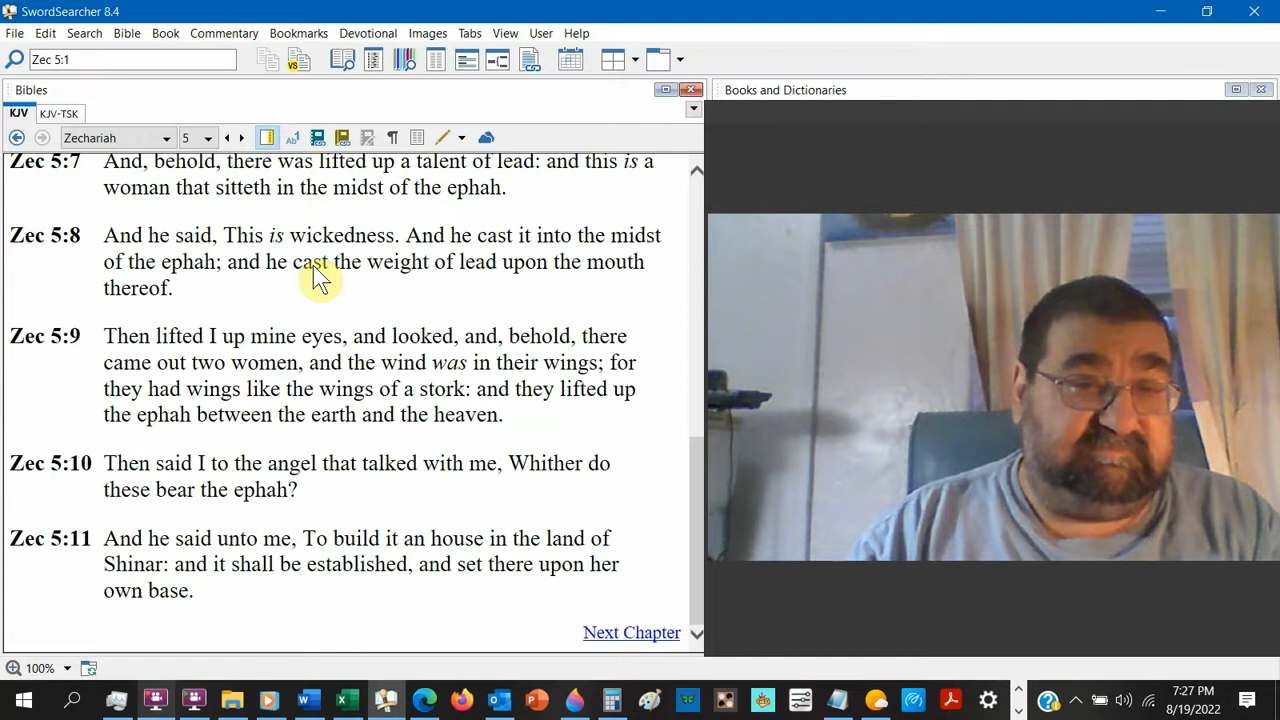 SwordSearcher 8.4
File Edit Search Bible Book Commentary Bookmarks Devotional Images Tabs View User Help
Zec 5:1
VS
Bibles
Books and Dictionaries
KJV KJV-TSK
Zechariah 5
Zec 5:7 And, behold, there was lifted up a talent of lead: and this is a
woman that sitteth in the midst of the ephah.
Zec 5:8 And he said, This is wickedness. And he cast it into the midst
of the ephah; and he cast the weight of lead upon the mouth
thereof.
Zec 5:9 Then lifted I up mine eyes, and looked, and, behold, there
came out two women, and the wind was in their wings; for
they had wings like the wings of a stork: and they lifted up
the ephah between the earth and the heaven.
Zec 5:10 Then said I to the angel that talked with me, Whither do
these bear the ephah?
Zec 5:11 And he said unto me, To build it an house in the land of
Shinar: and it shall be established, and set there upon her
own base.
Next Chapter
100%
7:27 PM
8/19/2022